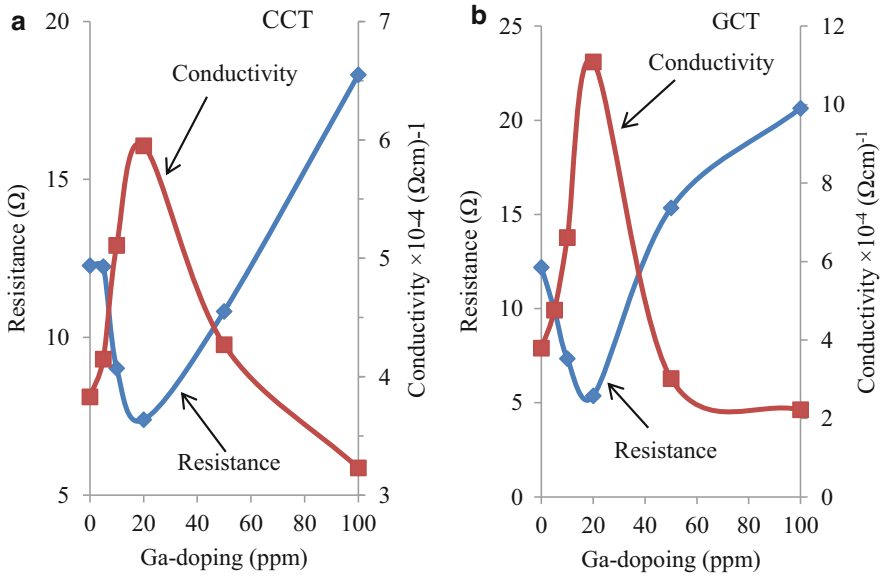 a
CCT
20
15
10
5
Resisitance (Ω)
7
6
5
4
3
Conductivity ×10-4 (Ωcm)-1
Conductivity
Resistance
0
20
40
60
80
100
Ga-doping (ppm)
b
GCT
25
20
15
10
5
0
Resistance (Ω)
12
10
8
6
4
2
0
Conductivity ×10⁻⁴ (Ωcm)⁻¹
Conductivity
Resistance
0
20
40
60
80
100
Ga-dopoing (ppm)